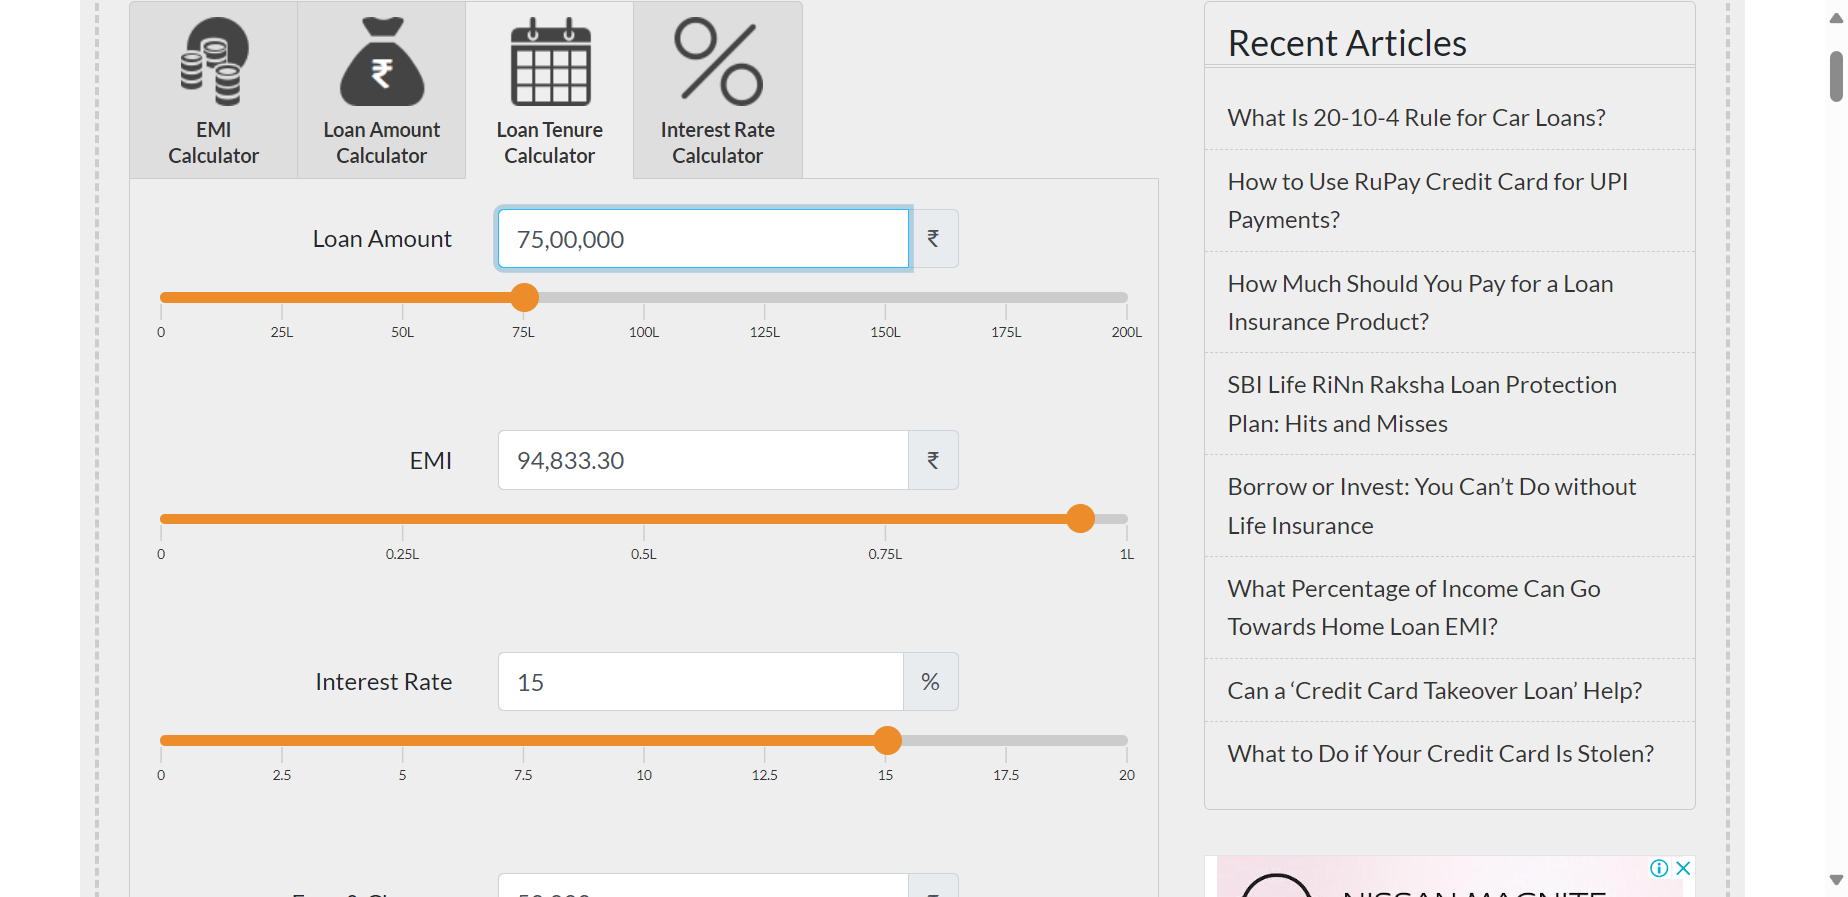 EMI
Calculator
₹
Loan Amount
Calculator
Loan Tenure
Calculator
Interest Rate
Calculator
Loan Amount
75,00,000
₹
0
25L
50L
75L
100L
125L
150L
175L
200L
EMI
94,833.30
₹
0
0.25L
0.5L
0.75L
1L
Interest Rate
15
%
0
2.5
5
7.5
10
12.5
15
17.5
20
Recent Articles
What Is 20-10-4 Rule for Car Loans?
How to Use RuPay Credit Card for UPI
Payments?
How Much Should You Pay for a Loan
Insurance Product?
SBI Life RiNn Raksha Loan Protection
Plan: Hits and Misses
Borrow or Invest: You Can’t Do without
Life Insurance
What Percentage of Income Can Go
Towards Home Loan EMI?
Can a ‘Credit Card Takeover Loan’ Help?
What to Do if Your Credit Card Is Stolen?
NISSAN MAGNITE